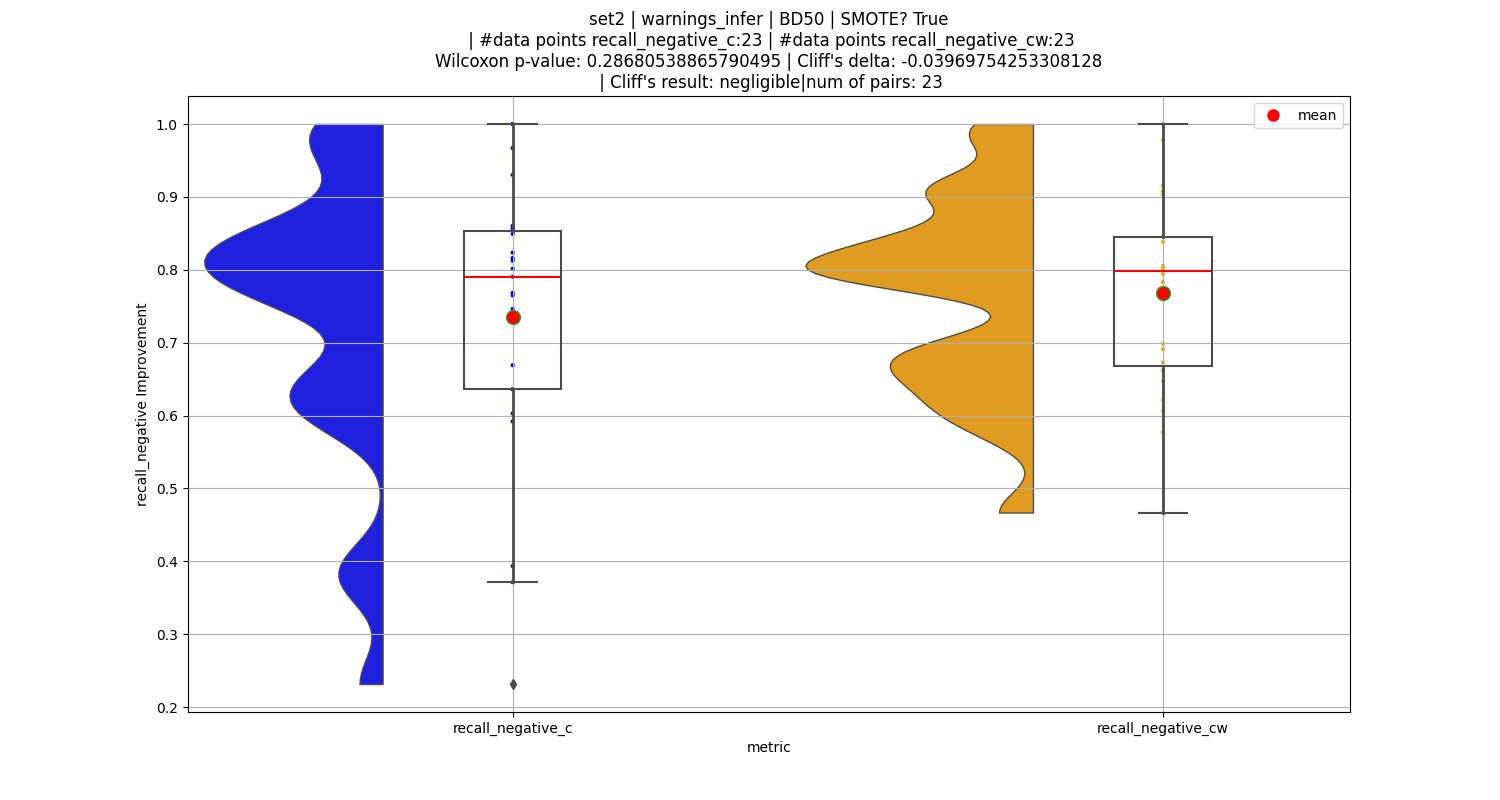 set2 | warnings_infer | BD50 | SMOTE? True
| #data points recall_negative_c:23 | #data points recall_negative_cw:23
Wilcoxon p-value: 0.28680538865790495 | Cliff's delta: -0.03969754253308128
| Cliff's result: negligible|num of pairs: 23
mean
1.0
0.9
0.8
0.7
0.6
0.5
0.4
0.3
0.2
recall_negative Improvement
recall_negative_c
recall_negative_cw
metric